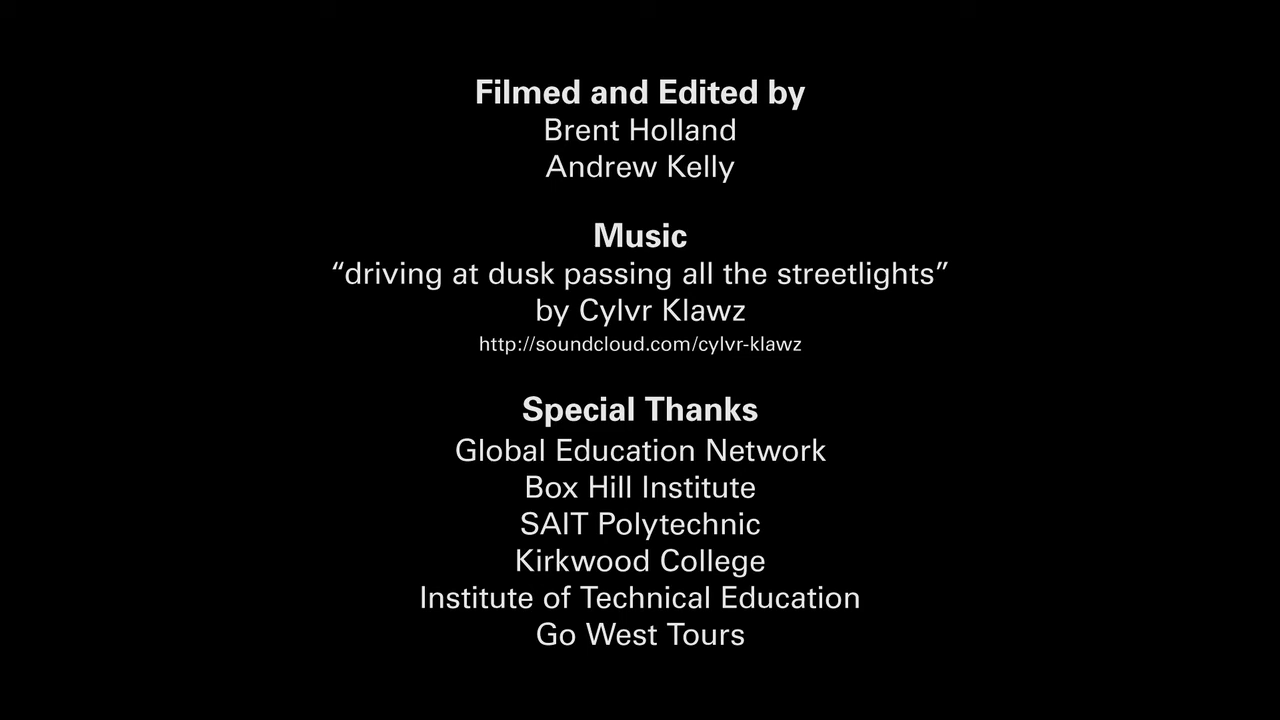 Filmed and Edited by
Brent Holland
Andrew Kelly
Music
“driving at dusk passing all the streetlights”
by Cylvr Klawz
http://soundcloud.com/cylvr-klawz
Special Thanks
Global Education Network
Box Hill Institute
SAIT Polytechnic
Kirkwood College
Institute of Technical Education
Go West Tours